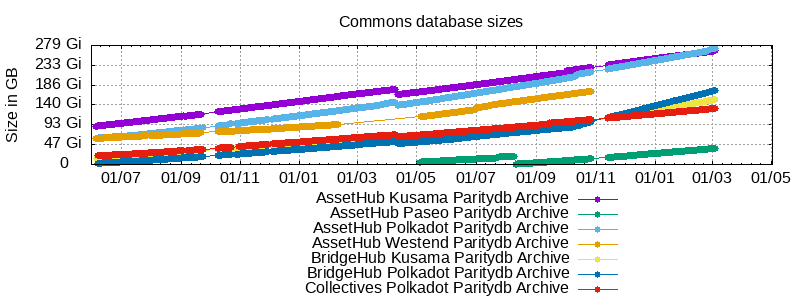 Commons database sizes
Size in GB
279 Gi
233 Gi
186 Gi
140 Gi
93 Gi
47 Gi
0
01/07 01/09 01/11 01/01 01/03 01/05 01/07 01/09 01/11 01/01 01/03 01/05
AssetHub Kusama Paritydb Archive
AssetHub Paseo Paritydb Archive
AssetHub Polkadot Paritydb Archive
AssetHub Westend Paritydb Archive
BridgeHub Kusama Paritydb Archive
BridgeHub Polkadot Paritydb Archive
Collectives Polkadot Paritydb Archive